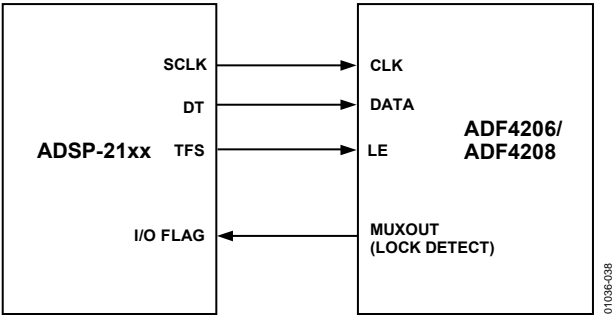 ADSP-21xx
SCLK
DT
TFS
I/O FLAG
CLK
DATA
LE
MUXOUT
(LOCK DETECT)
ADF4206/
ADF4208
01036-038